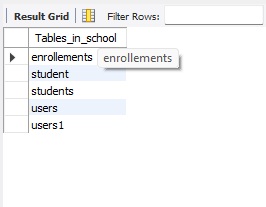 Result Grid Filter Rows:
Tables_in_school
enrollements enrollements
student
students
users
users1